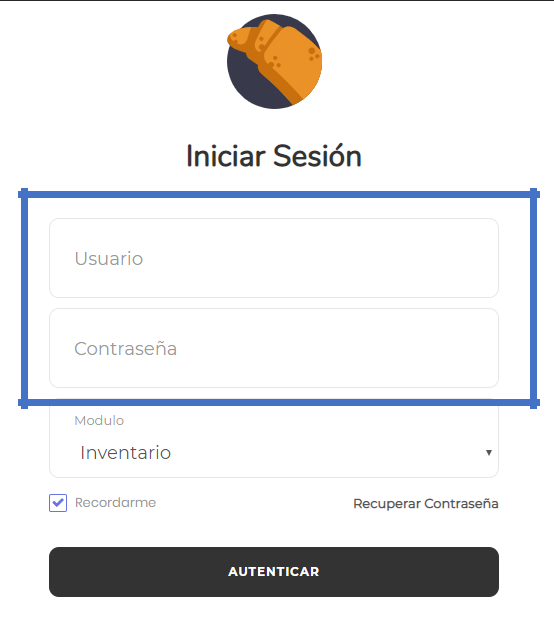 Iniciar Sesión
Usuario
Contraseña
Modulo
Inventario
Recordarme Recuperar Contraseña
AUTENTICAR